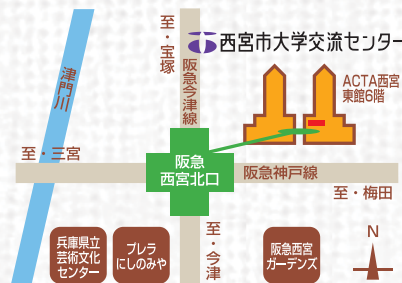 至・宝塚
西宮市大学交流センター
津門川
阪急今津線
ACTA西宮
東館6階
至・三宮
阪急
西宮北口
阪急神戸線
至・梅田
兵庫県立
芸術文化
センター
プレラ
にしのみや
至・今津
阪急西宮
ガーデンズ
N